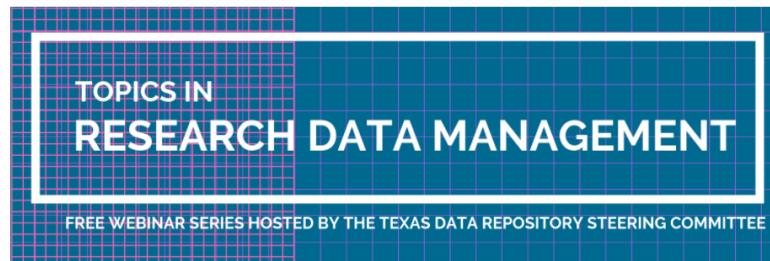 TOPICS IN
RESEARCH DATA MANAGEMENT
FREE WEBINAR SERIES HOSTED BY THE TEXAS DATA REPOSITORY STEERING COMMITTEE